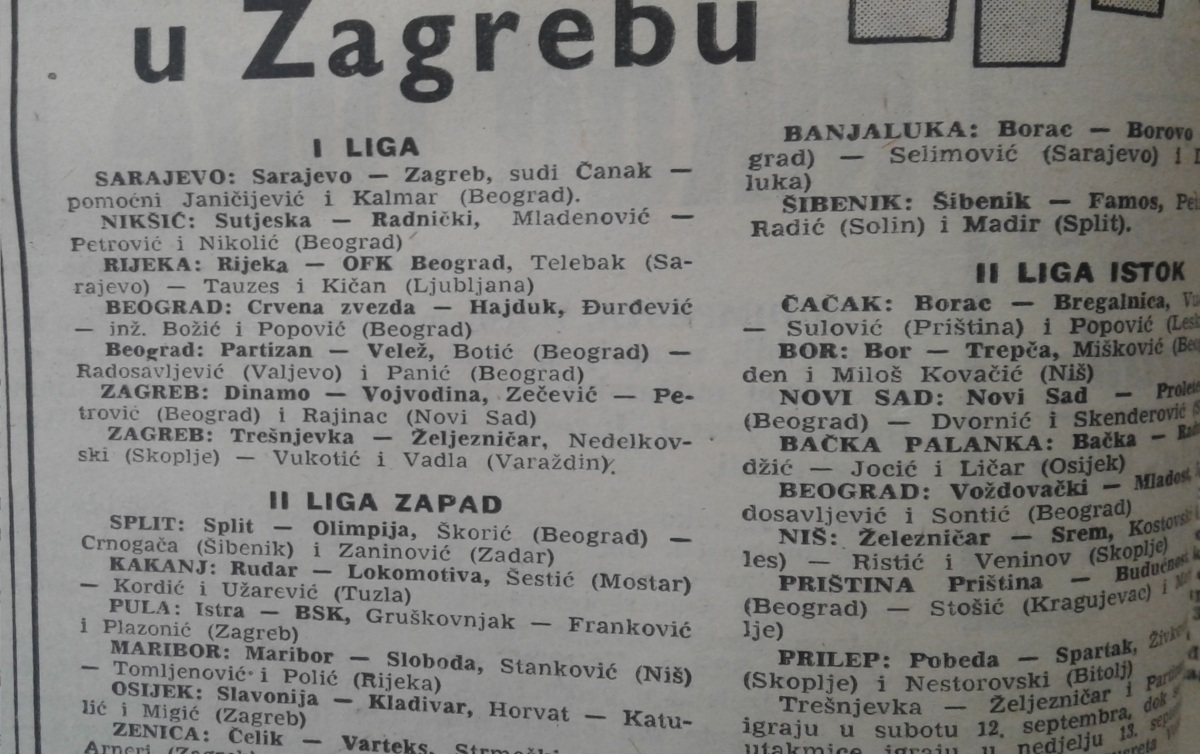 u Zagrebu
I LIGA
SARAJEVO: Sarajevo — Zagreb, sudi Čanak —
pomoćni Janičijević i Kalmar (Beograd).
NIKŠIĆ: Sutjeska — Radnički, Mladenović —
Petrović i Nikolić (Beograd)
RIJEKA: Rijeka — OFK Beograd, Telebak (Sa-
rajevo) — Tauzes i Kičan (Ljubljana)
BEOGRAD: Crvena zvezda — Hajduk, Đurđević
— inž. Božić i Popović (Beograd)
Beograd: Partizan — Velež, Botić (Beograd) —
Radosavljević (Valjevo) i Panić (Beograd)
ZAGREB: Dinamo — Vojvodina, Zečević — Pe-
trović (Beograd) i Rajinac (Novi Sad)
ZAGREB: Trešnjevka — Željezničar, Nedelkov-
ski (Skoplje) — Vukotić i Vadla (Varaždin).
II LIGA ZAPAD
SPLIT: Split — Olimpija, Škorić (Beograd) —
Crnogača (Šibenik) i Zaninović (Zadar)
KAKANJ: Rudar — Lokomotiva, Šestić (Mostar)
— Kordić i Užarević (Tuzla)
PULA: Istra — BSK, Gruškovnjak — Franković
i Plazonić (Zagreb)
MARIBOR: Maribor — Sloboda, Stanković (Niš)
— Tomljenović i Polić (Rijeka)
OSIJEK: Slavonija — Kladivar, Horvat — Katu-
lić i Migić (Zagreb)
ZENICA: Čelik — Varteks,
Arneri
BANJALUKA: Borac — Borovo
grad) — Selimović (Sarajevo) i
luka)
ŠIBENIK: Šibenik — Famos,
Radić (Solin) i Madir (Split).
II LIGA ISTOK
ČAČAK: Borac — Bregalnica,
— Sulović (Priština) i Popović
BOR: Bor — Trepča, Mišković
den i Miloš Kovačić (Niš)
NOVI SAD: Novi Sad —
(Beograd) — Dvornić i Skenderović
BAČKA PALANKA: Bačka —
džić — Jocić i Ličar (Osijek)
BEOGRAD: Voždovački — Mladost,
dosavljević i Sontić (Beograd)
NIŠ: Železničar — Srem,
les) — Ristić i Veninov (Skoplje)
PRIŠTINA Priština —
(Beograd) — Stošić (Kragujevac) i
lje)
PRILEP: Pobeda — Spartak,
(Skoplje) i Nestorovski (Bitolj)
Trešnjevka — Željezničar i
igraju u subotu 12. septembra, dok
utakmice igraju u nedjelju 13.